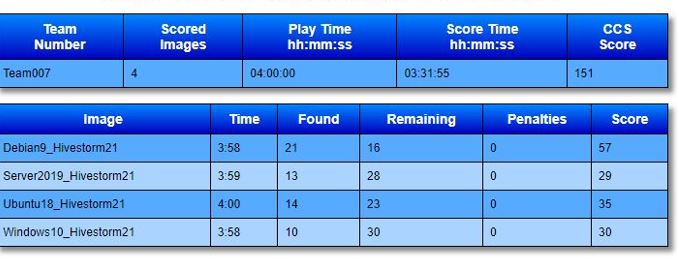 Team Number Scored Images Play Time hh:mm:ss Score Time hh:mm:ss CCS Score
Team007 4 04:00:00 03:31:55 151
Image Time Found Remaining Penalties Score
Debian9_Hivestorm21 3:58 21 16 0 57
Server2019_Hivestorm21 3:59 13 28 0 29
Ubuntu18_Hivestorm21 4:00 14 23 0 35
Windows10_Hivestorm21 3:58 10 30 0 30